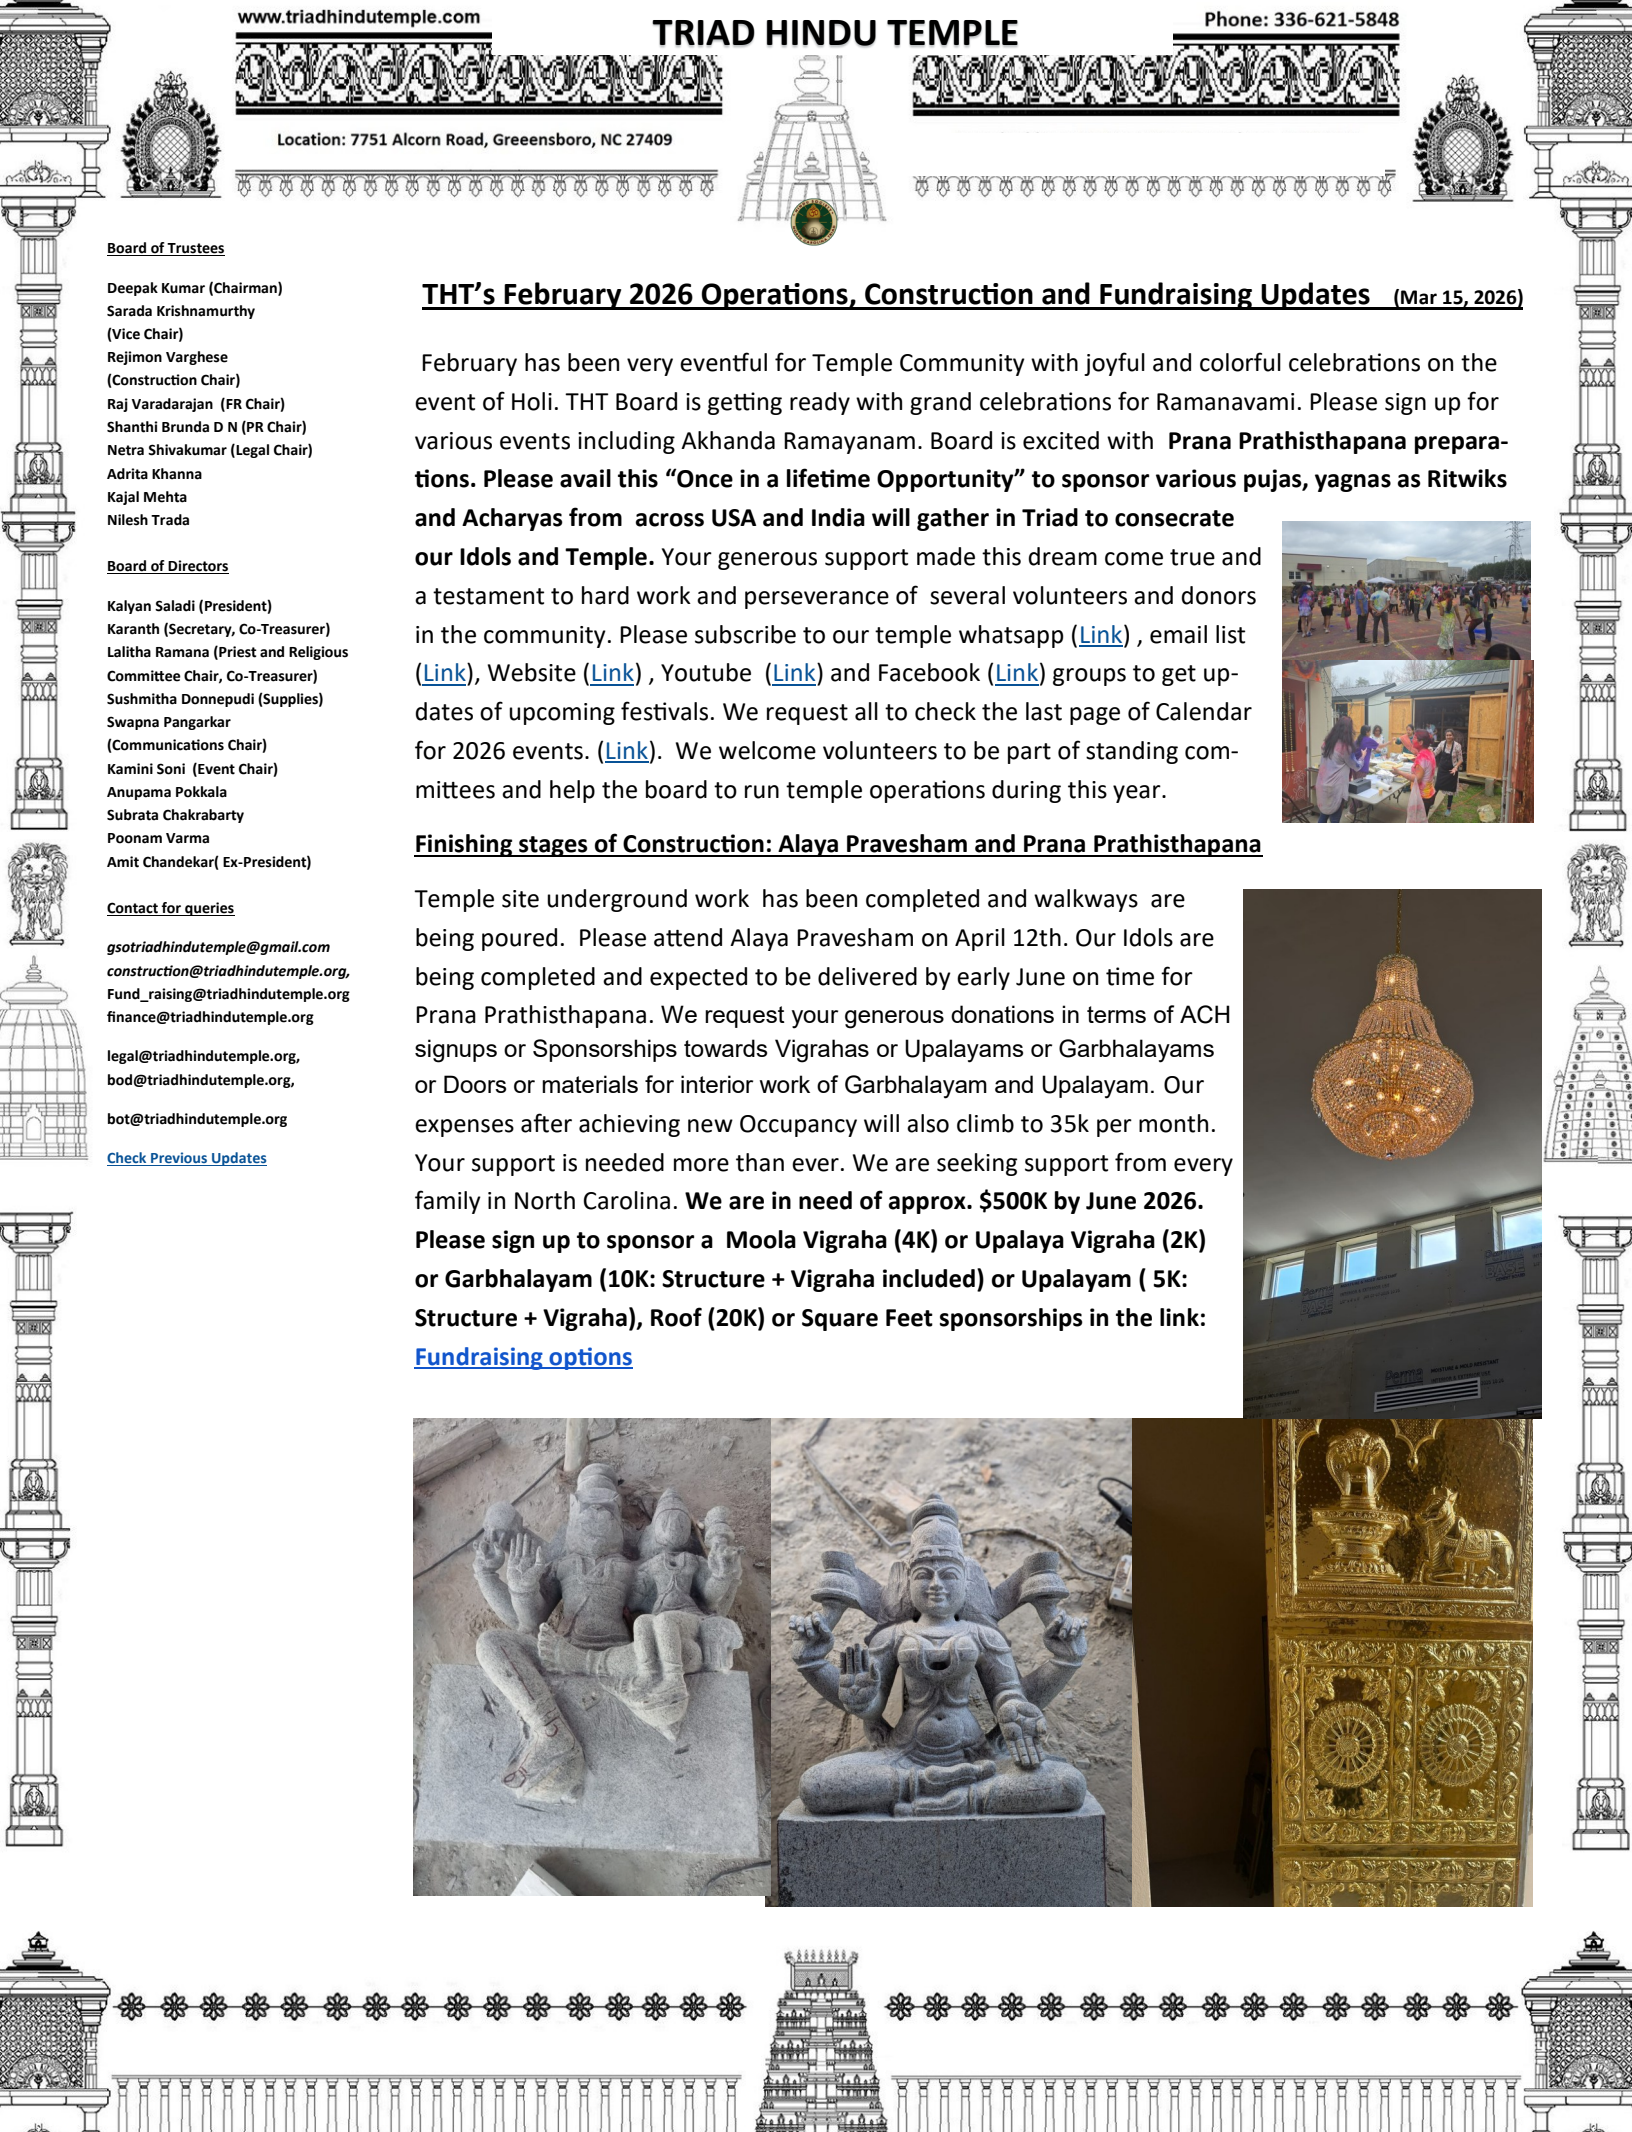 www.triadhindutemple.com
TRIAD HINDU TEMPLE
Phone: 336-621-5848
Location: 7751 Alcorn Road, Greeensboro, NC 27409
Board of Trustees
Deepak Kumar (Chairman)
Sarada Krishnamurthy
(Vice Chair)
Rejimon Varghese
(Construction Chair)
Raj Varadarajan  (FR Chair)
Shanthi Brunda D N (PR Chair)
Netra Shivakumar (Legal Chair)
Adrita Khanna
Kajal Mehta
Nilesh Trada
Board of Directors
Kalyan Saladi (President)
Karanth (Secretary, Co-Treasurer)
Lalitha Ramana (Priest and Religious
Committee Chair, Co-Treasurer)
Sushmitha Donnepudi (Supplies)
Swapna Pangarkar
(Communications Chair)
Kamini Soni  (Event Chair)
Anupama Pokkala
Subrata Chakrabarty
Poonam Varma
Amit Chandekar( Ex-President)
Contact for queries
gsotriadhindutemple@gmail.com
construction@triadhindutemple.org,
Fund_raising@triadhindutemple.org
finance@triadhindutemple.org
legal@triadhindutemple.org,
bod@triadhindutemple.org,
bot@triadhindutemple.org
Check Previous Updates
THT’s February 2026 Operations, Construction and Fundraising Updates   (Mar 15, 2026)
February has been very eventful for Temple Community with joyful and colorful celebrations on the
event of Holi. THT Board is getting ready with grand celebrations for Ramanavami. Please sign up for
various events including Akhanda Ramayanam. Board is excited with  Prana Prathisthapana prepara-
tions. Please avail this “Once in a lifetime Opportunity” to sponsor various pujas, yagnas as Ritwiks
and Acharyas from  across USA and India will gather in Triad to consecrate
our Idols and Temple. Your generous support made this dream come true and
a testament to hard work and perseverance of  several volunteers and donors
in the community. Please subscribe to our temple whatsapp (Link) , email list
(Link), Website (Link) , Youtube  (Link) and Facebook (Link) groups to get up-
dates of upcoming festivals. We request all to check the last page of Calendar
for 2026 events. (Link).  We welcome volunteers to be part of standing com-
mittees and help the board to run temple operations during this year.
Finishing stages of Construction: Alaya Pravesham and Prana Prathisthapana
Temple site underground work  has been completed and walkways  are
being poured.  Please attend Alaya Pravesham on April 12th. Our Idols are
being completed and expected to be delivered by early June on time for
Prana Prathisthapana. We request your generous donations in terms of ACH
signups or Sponsorships towards Vigrahas or Upalayams or Garbhalayams
or Doors or materials for interior work of Garbhalayam and Upalayam. Our
expenses after achieving new Occupancy will also climb to 35k per month.
Your support is needed more than ever. We are seeking support from every
family in North Carolina. We are in need of approx. $500K by June 2026.
Please sign up to sponsor a  Moola Vigraha (4K) or Upalaya Vigraha (2K)
or Garbhalayam (10K: Structure + Vigraha included) or Upalayam ( 5K:
Structure + Vigraha), Roof (20K) or Square Feet sponsorships in the link:
Fundraising options